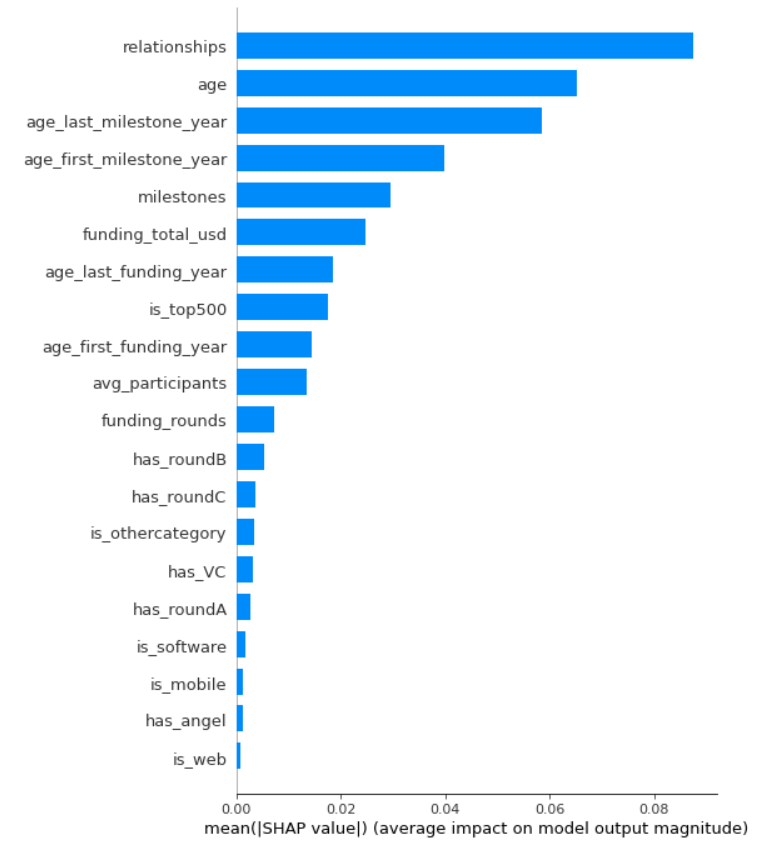 relationships
age
age_last_milestone_year
age_first_milestone_year
milestones
funding_total_usd
age_last_funding_year
is_top500
age_first_funding_year
avg_participants
funding_rounds
has_roundB
has_roundC
is_othercategory
has_VC
has_roundA
is_software
is_mobile
has_angel
is_web
0.00 0.02 0.04 0.06 0.08
mean(|SHAP value|) (average impact on model output magnitude)